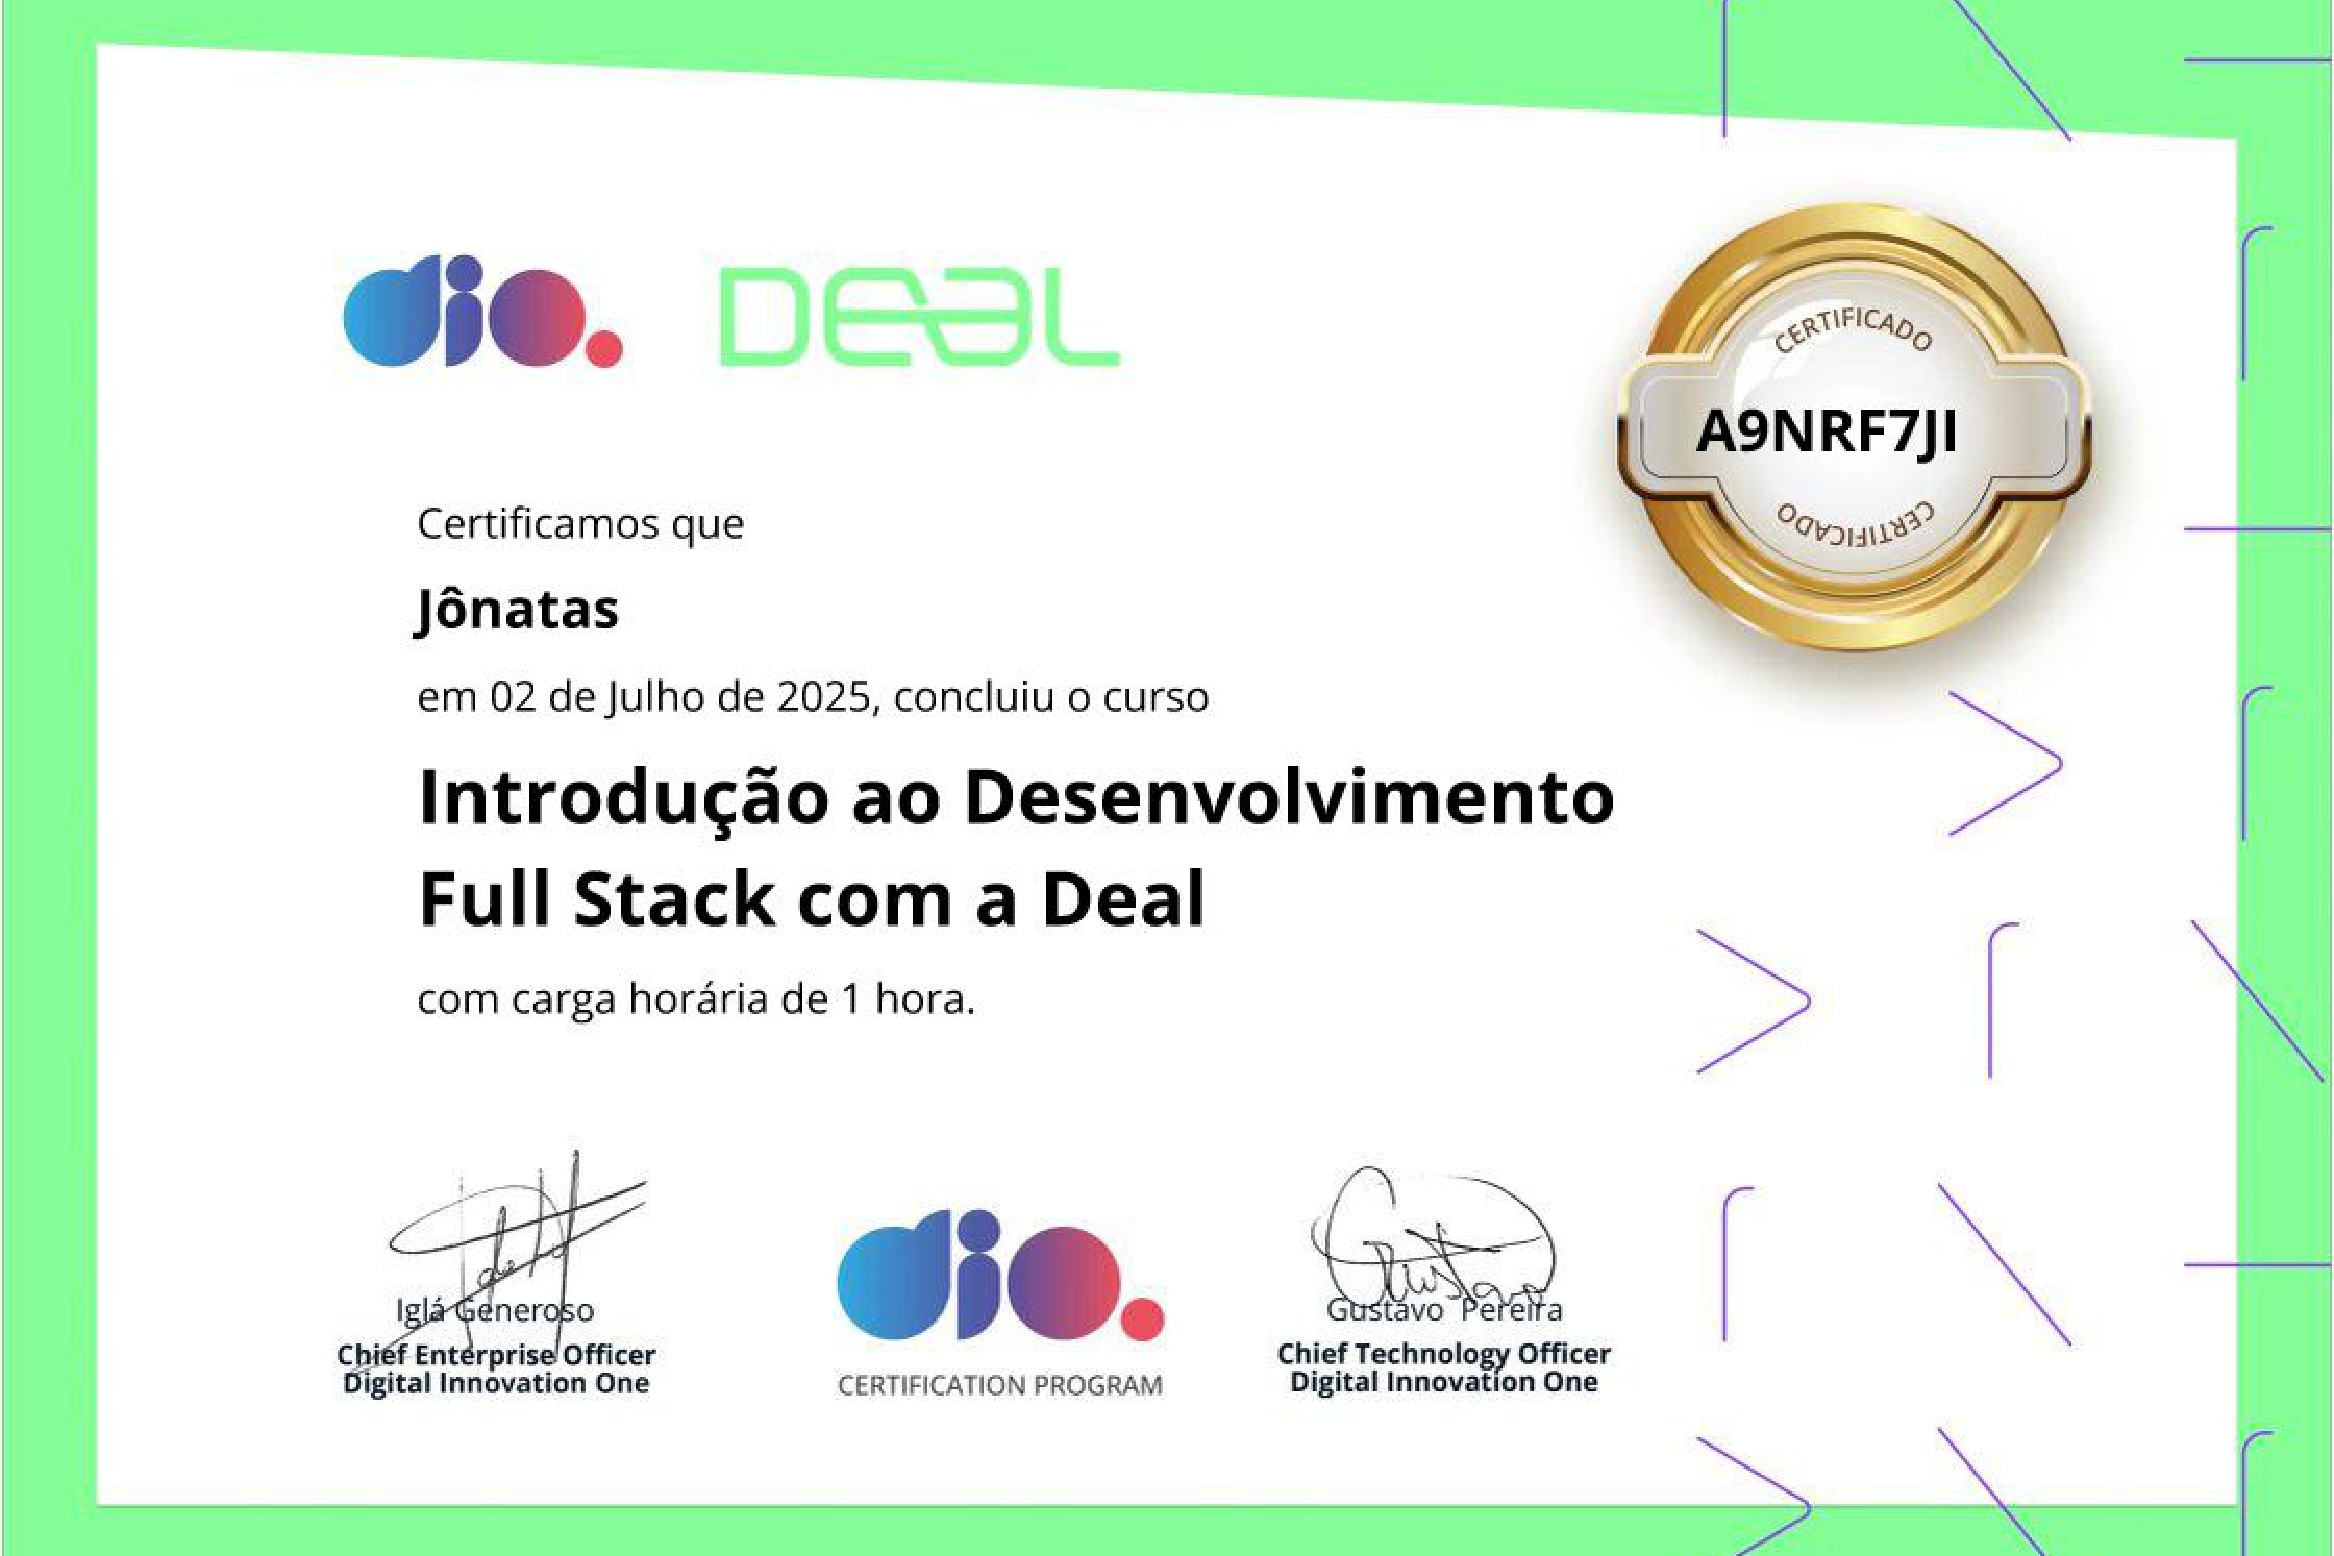 dio. DEAL
CERTIFICADO
A9NRF7JI
CERTIFICADO
Certificamos que
Jônatas
em 02 de Julho de 2025, concluiu o curso
Introdução ao Desenvolvimento
Full Stack com a Deal
com carga horária de 1 hora.
Gustavo
Iglá Generoso
Chief Enterprise Officer
Digital Innovation One
dio.
CERTIFICATION PROGRAM
Gustavo Pereira
Chief Technology Officer
Digital Innovation One